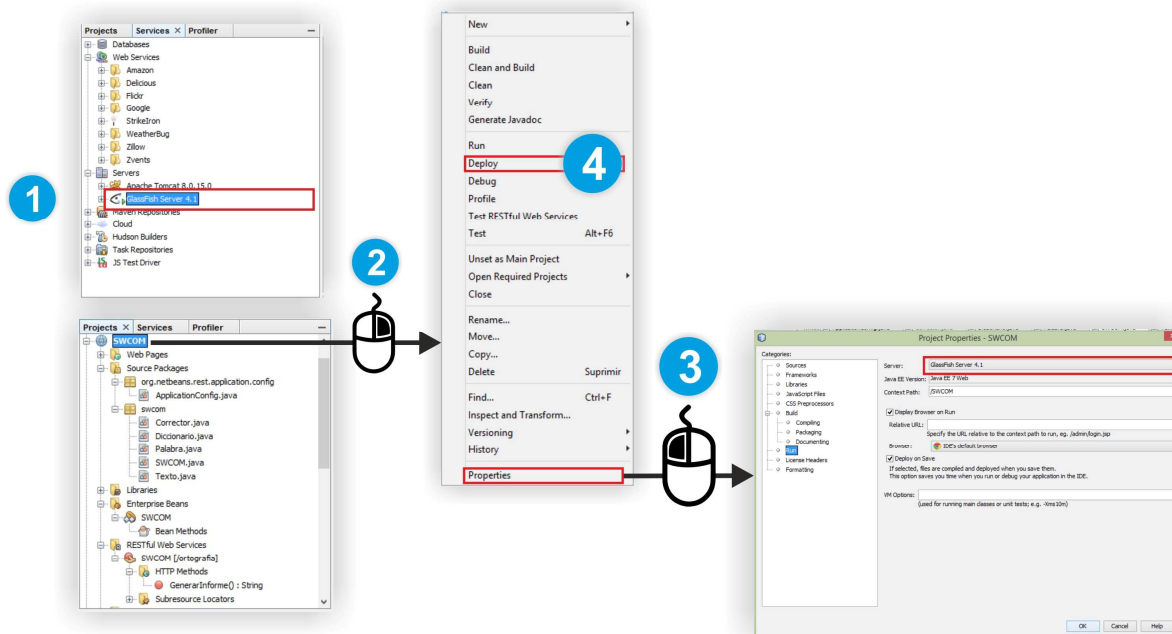 1
Projects Services × Profiler
Databases
Web Services
Amazon
Delicious
Flickr
Google
StrikeIron
WeatherBug
Zillow
Zvents
Servers
Apache Tomcat 8.0.15.0
GlassFish Server 4.1
Maven Repositories
Cloud
Hudson Builders
Task Repositories
JS Test Driver
Projects × Services Profiler
SWCOM
Web Pages
Source Packages
org.netbeans.rest.application.config
ApplicationConfig.java
swcom
Corrector.java
Diccionario.java
Palabra.java
SWCOM.java
Texto.java
Libraries
Enterprise Beans
SWCOM
Bean Methods
RESTful Web Services
SWCOM [/ortografia]
HTTP Methods
GenerarInforme() : String
Subresource Locators
2
New
Build
Clean and Build
Clean
Verify
Generate Javadoc
Run
Deploy
4
Debug
Profile
Test RESTful Web Services
Test Alt+F6
Unset as Main Project
Open Required Projects
Close
Rename...
Move...
Copy...
Delete Suprimir
Find... Ctrl+F
Inspect and Transform...
Versioning
History
Properties
3
Project Properties - SWCOM
Categories:
Sources
Frameworks
Libraries
JavaScript Files
CSS Preprocessors
Build
Compiling
Packaging
Documenting
Run
License Headers
Formatting
Server: GlassFish Server 4.1
Java EE Version: Java EE 7 Web
Context Path: /SWCOM
Display Browser on Run
Relative URL:
Specify the URL relative to the context path to run, eg. /admin/login.jsp
Browser: IDE's default browser
Deploy on Save
If selected, files are compiled and deployed when you save them.
This option saves you time when you run or debug your application in the IDE.
VM Options:
(used for running main classes or unit tests; e.g. -Xms10m)
OK Cancel Help